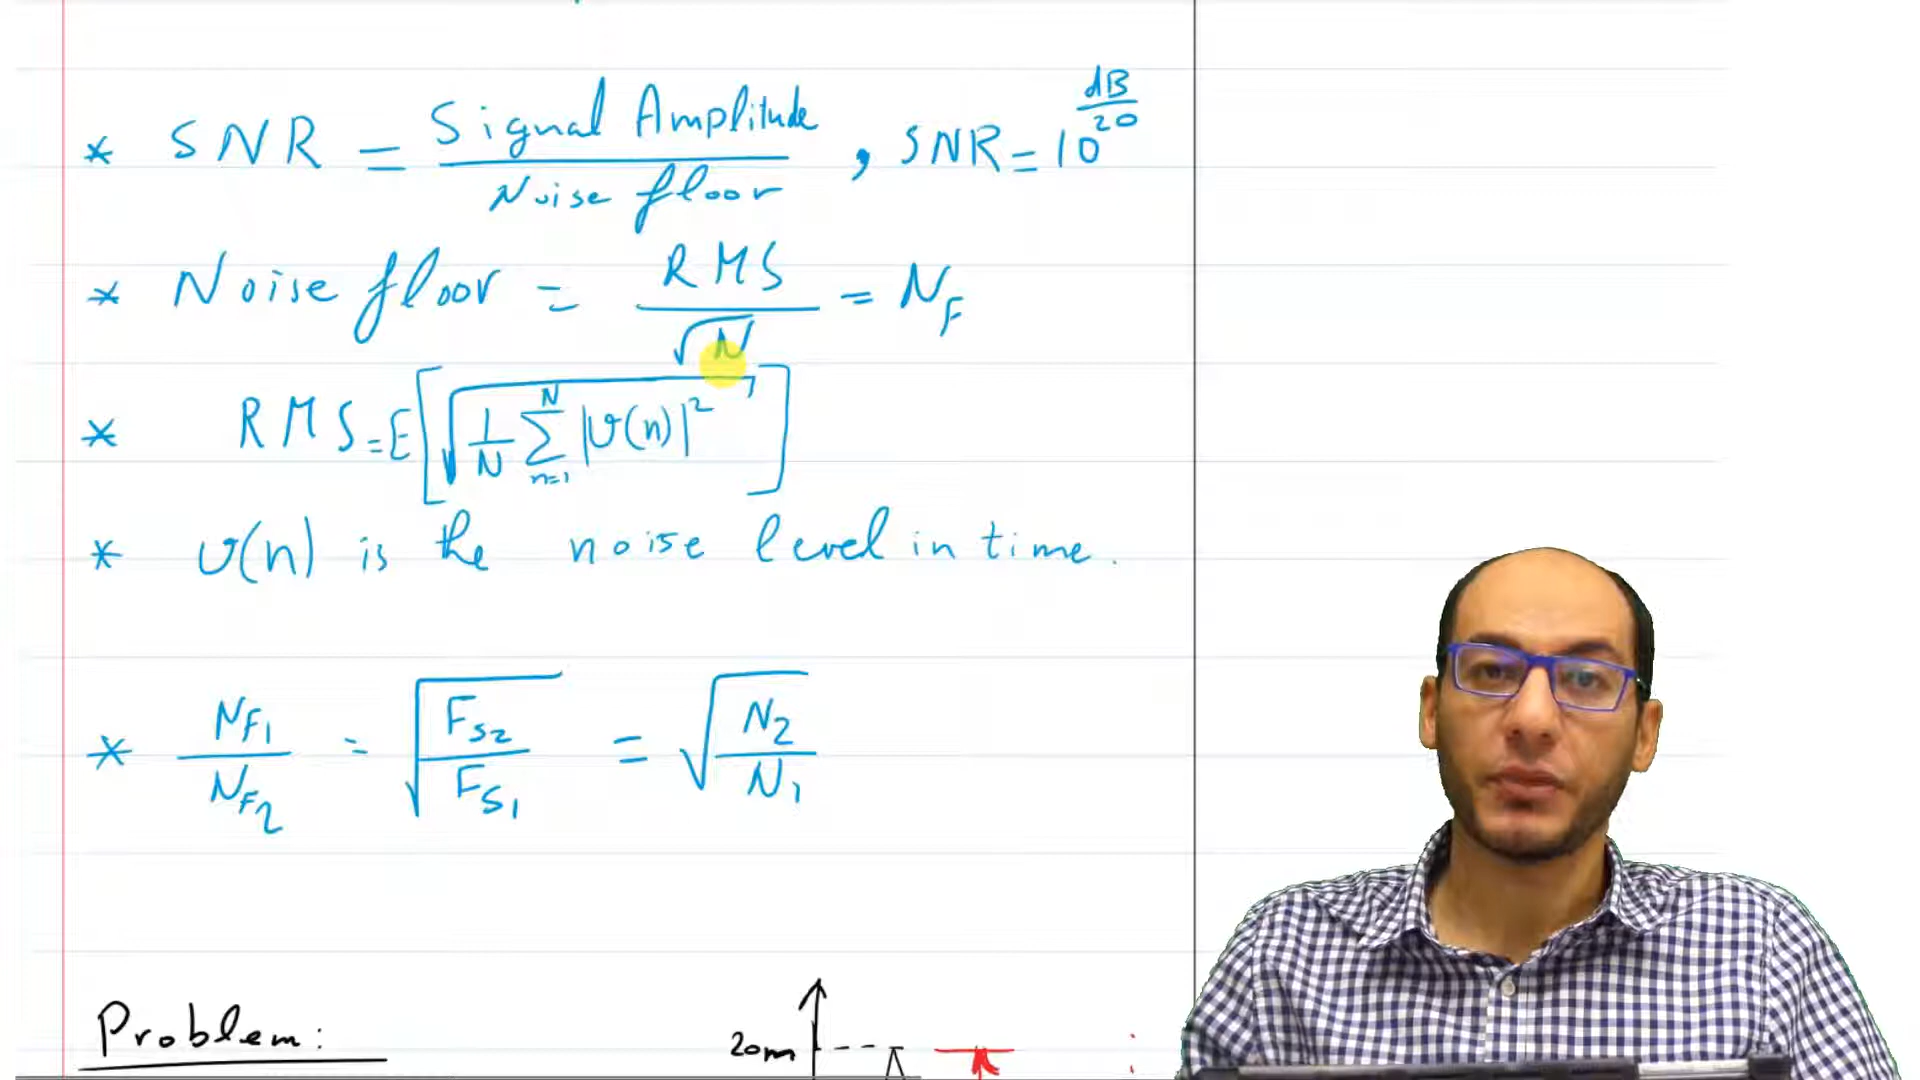 * SNR = Signal Amplitude / Noise floor , SNR = 10^(dB/20)
* Noise floor = RMS / √N = N_F
* RMS = E[√(1/N ∑_{n=1}^{N} |v(n)|²)]
* v(n) is the noise level in time.
* N_F1 / N_F2 = √(F_s2 / F_s1) = √(N_2 / N_1)
Problem:
20m